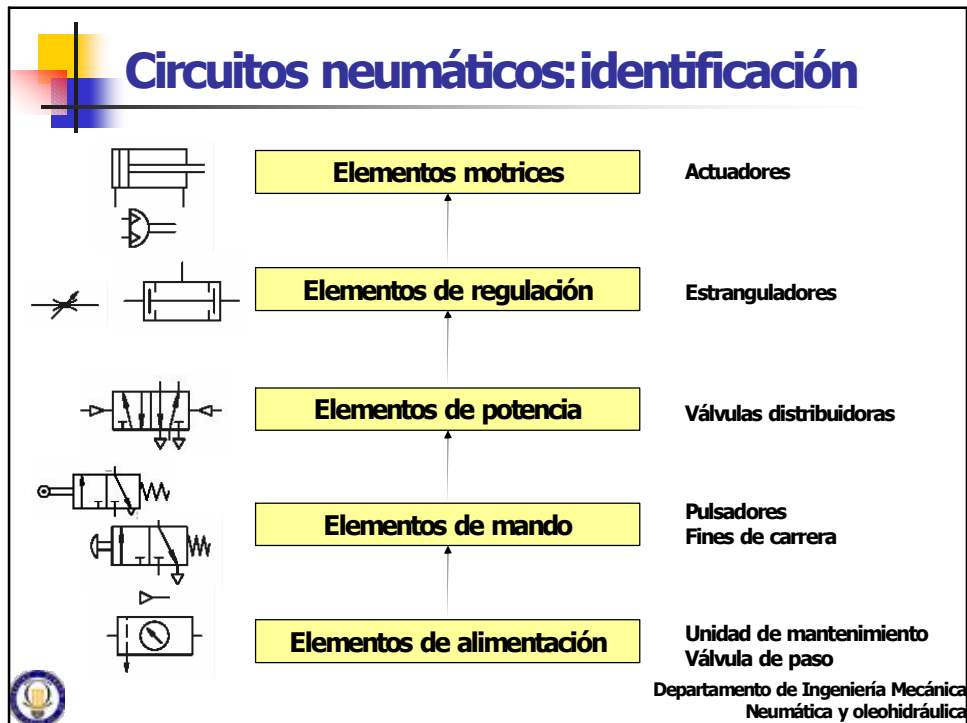 Circuitos neumáticos: identificación
Elementos motrices
Actuadores
Elementos de regulación
Estranguladores
Elementos de potencia
Válvulas distribuidoras
Elementos de mando
Pulsadores
Fines de carrera
Elementos de alimentación
Unidad de mantenimiento
Válvula de paso
Departamento de Ingeniería Mecánica
Neumática y oleohidráulica